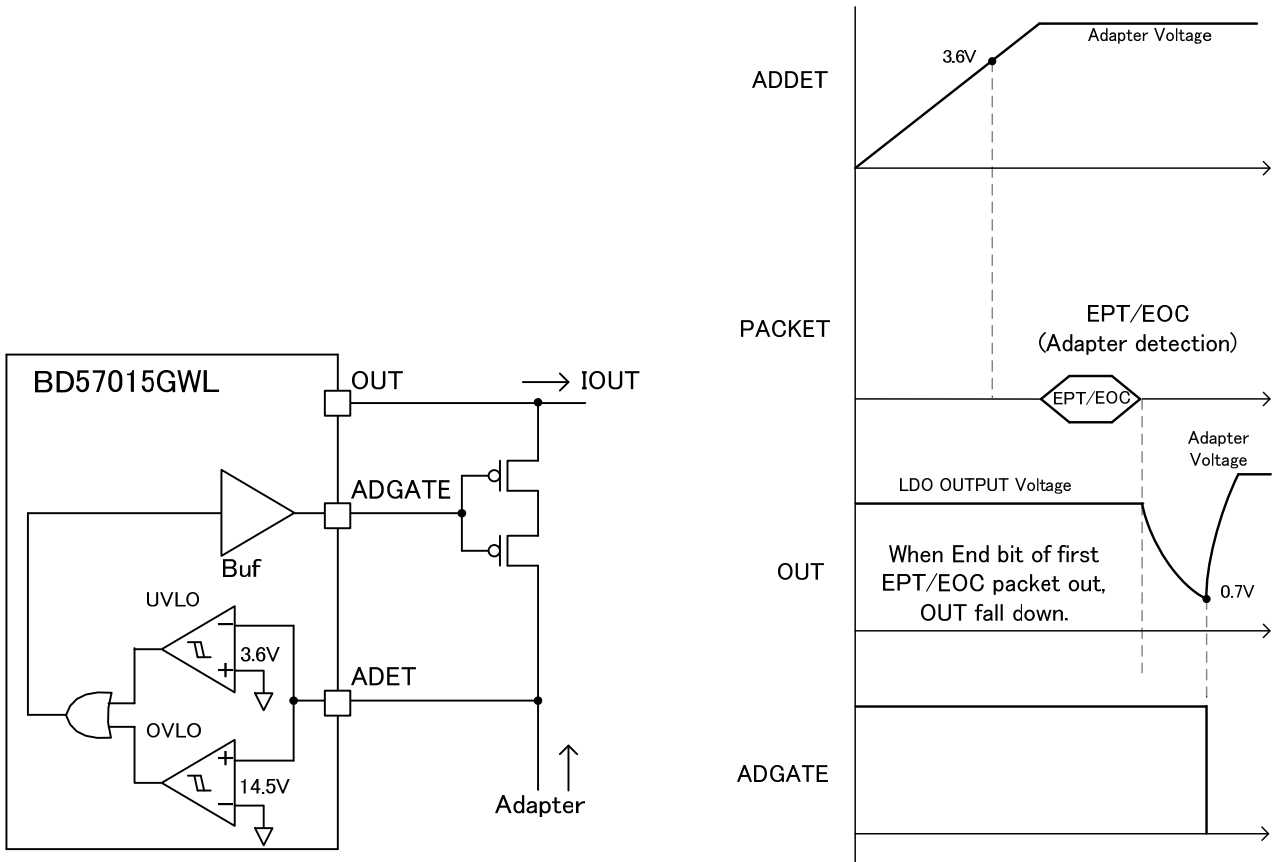 BD57015GWL
OUT
IOUT
ADGATE
Buf
UVLO
−
3.6V
+
ADET
OVLO
+
14.5V
−
Adapter
Adapter Voltage
3.6V
ADDET
PACKET
EPT/EOC
(Adapter detection)
EPT/EOC
Adapter
Voltage
LDO OUTPUT Voltage
OUT
When End bit of first
EPT/EOC packet out,
OUT fall down.
0.7V
ADGATE